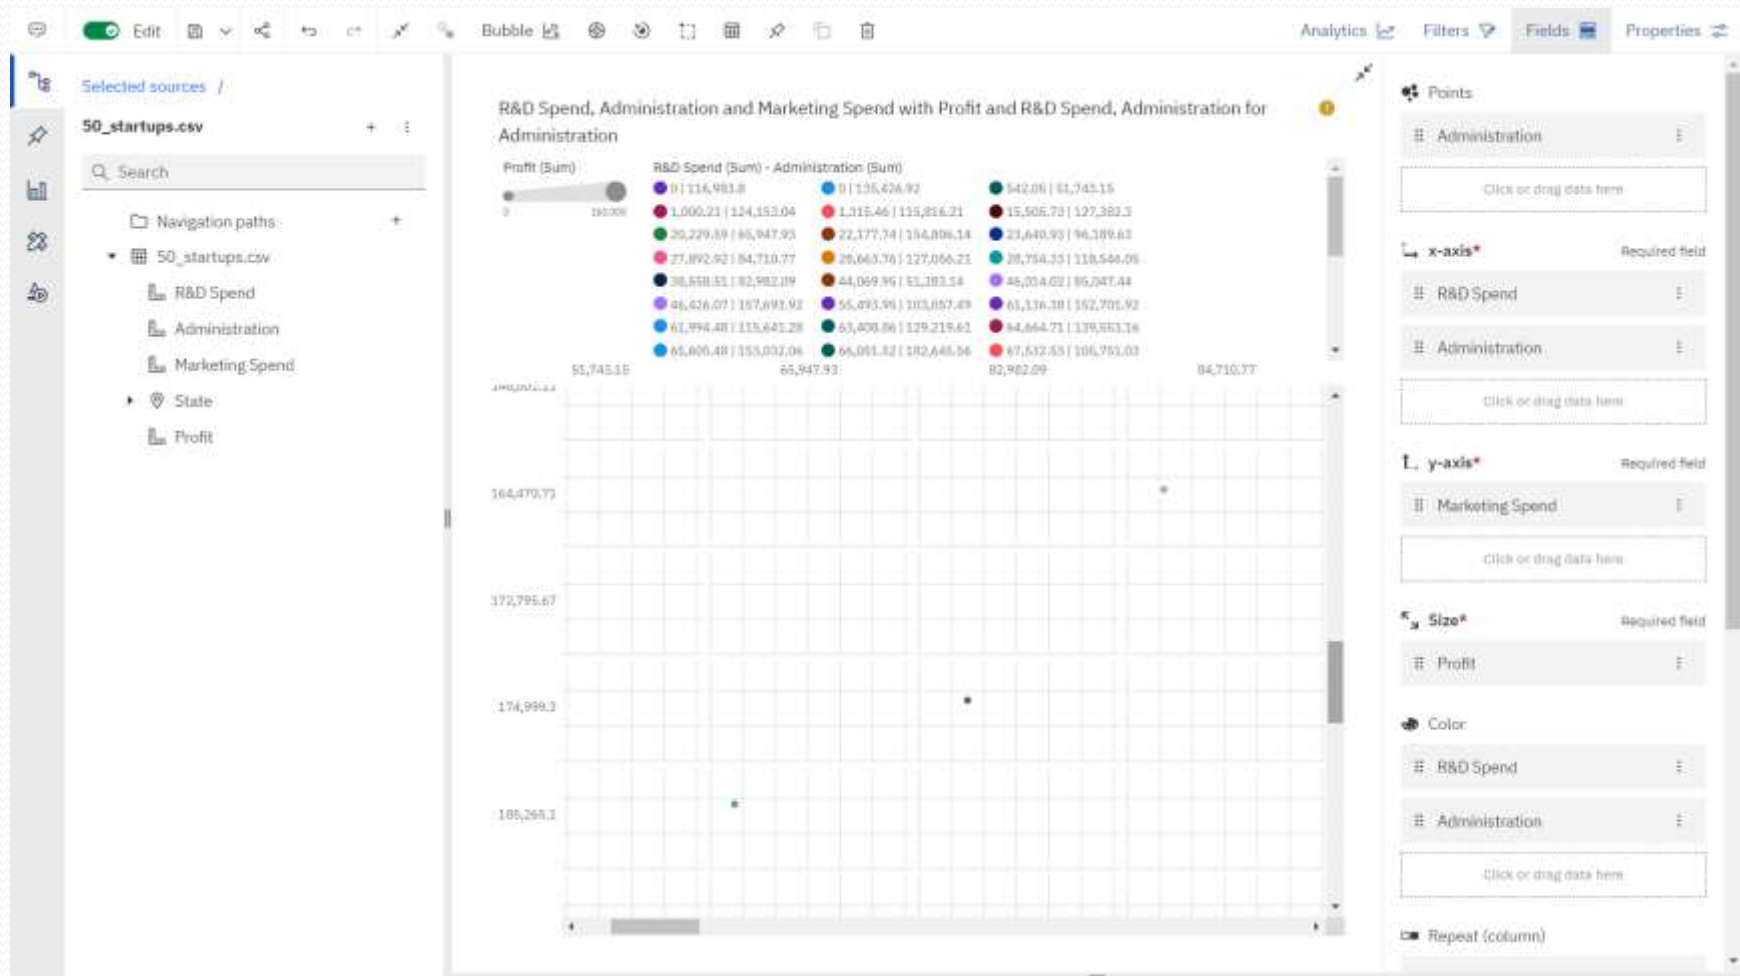 Edit
Bubble
Analytics
Filters
Fields
Properties
Selected sources /
50_startups.csv
Search
Navigation paths
50_startups.csv
R&D Spend
Administration
Marketing Spend
State
Profit
R&D Spend, Administration and Marketing Spend with Profit and R&D Spend, Administration for
Administration
Profit (Sum)
0
R&D Spend (Sum) - Administration (Sum)
0 | 116,983.8
0 | 135,426.92
542.05 | 51,743.15
1,000.23 | 124,153.04
1,315.46 | 115,816.21
15,505.73 | 127,382.3
20,229.59 | 65,947.93
22,177.74 | 154,806.14
23,640.93 | 96,189.63
27,892.92 | 84,710.77
28,663.76 | 127,056.21
28,754.33 | 118,546.05
38,558.51 | 82,982.09
44,069.95 | 51,283.14
46,014.02 | 85,047.44
46,426.07 | 157,693.92
55,493.95 | 103,057.49
61,136.38 | 152,701.92
61,994.48 | 115,641.28
63,408.86 | 129,219.61
64,664.71 | 139,553.16
65,605.48 | 153,032.06
66,051.52 | 182,645.56
67,532.53 | 105,751.03
51,743.15
65,947.93
82,982.09
84,710.77
164,470.71
172,795.67
174,999.3
185,265.1
Points
Administration
Click or drag data here
x-axis*
Required field
R&D Spend
Administration
Click or drag data here
y-axis*
Required field
Marketing Spend
Click or drag data here
Size*
Required field
Profit
Color
R&D Spend
Administration
Click or drag data here
Repeat (column)